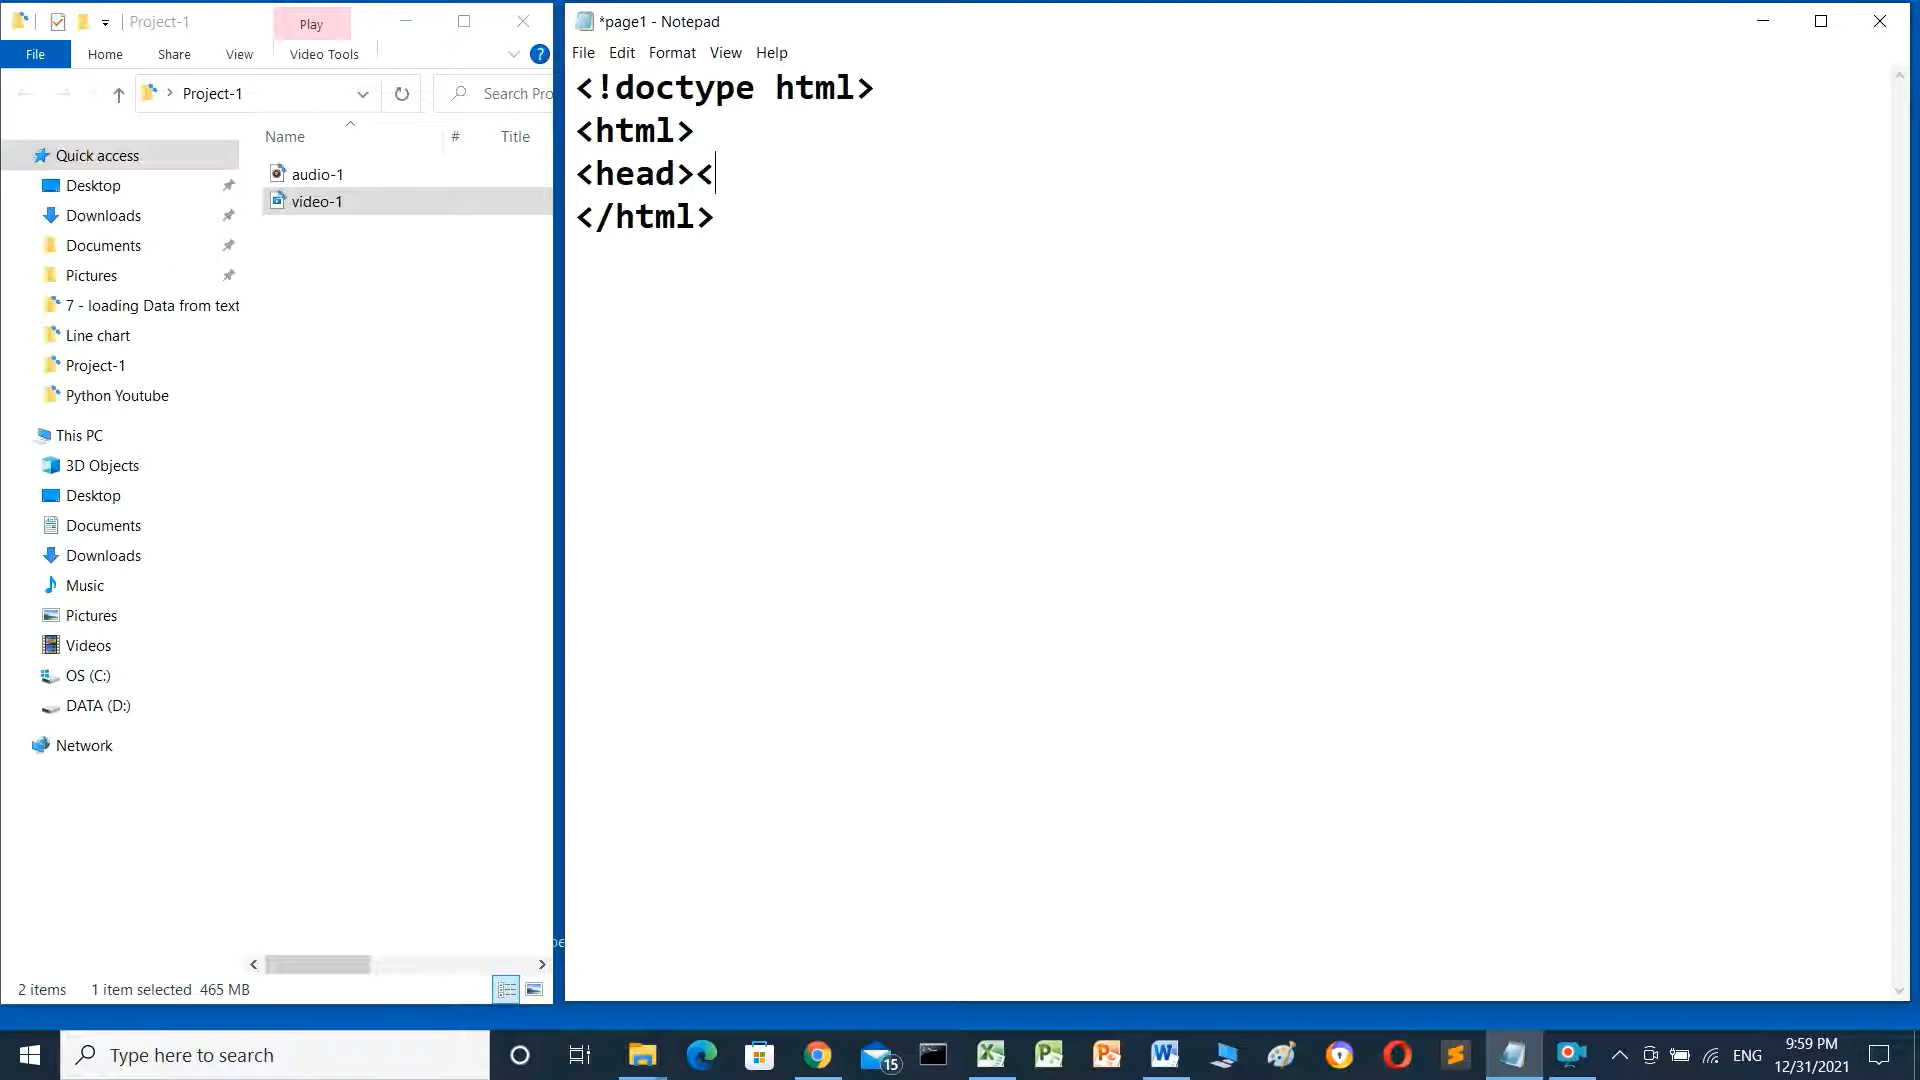 Project-1
Play
File
Home
Share
View
Video Tools
?
Project-1
Search Pro
Name
#
Title
Quick access
audio-1
video-1
Desktop
Downloads
Documents
Pictures
7 - loading Data from text
Line chart
Project-1
Python Youtube
This PC
3D Objects
Desktop
Documents
Downloads
Music
Pictures
Videos
OS (C:)
DATA (D:)
Network
2 items
1 item selected 465 MB
*page1 - Notepad
File Edit Format View Help
<!doctype html>
<html>
<head><
</html>
Type here to search
15
ENG
9:59 PM
12/31/2021